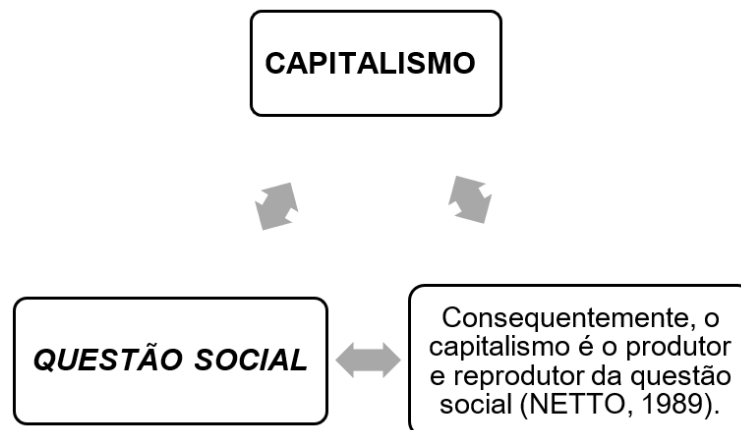 CAPITALISMO
QUESTÃO SOCIAL
Consequentemente, o
capitalismo é o produtor
e reprodutor da questão
social (NETTO, 1989).